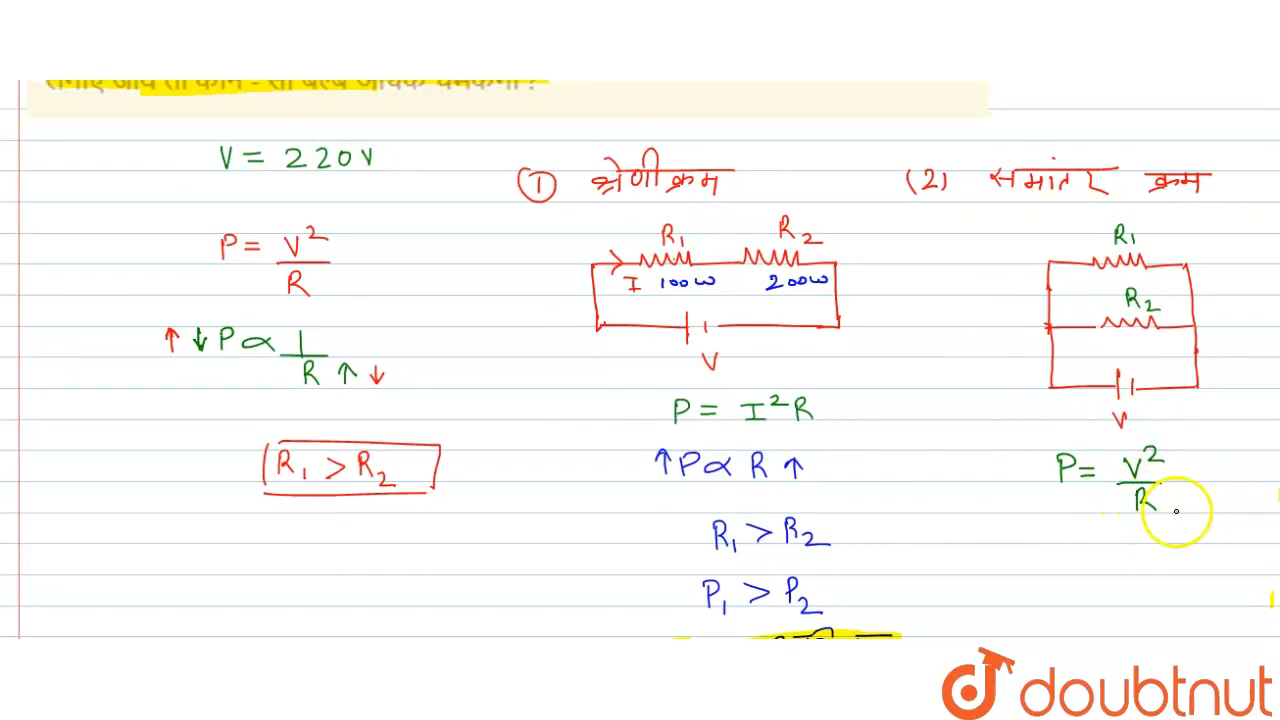 V = 220V
P = V²/R
↑ ↓ P ∝ 1/R ↑ ↓
R₁ > R₂
① श्रेणीक्रम
R₁ R₂
I 100W 200W
V
P = I²R
↑ P ∝ R ↑
R₁ > R₂
P₁ > P₂
(2) समांतर क्रम
R₁
R₂
V
P = V²/R
doubtnut